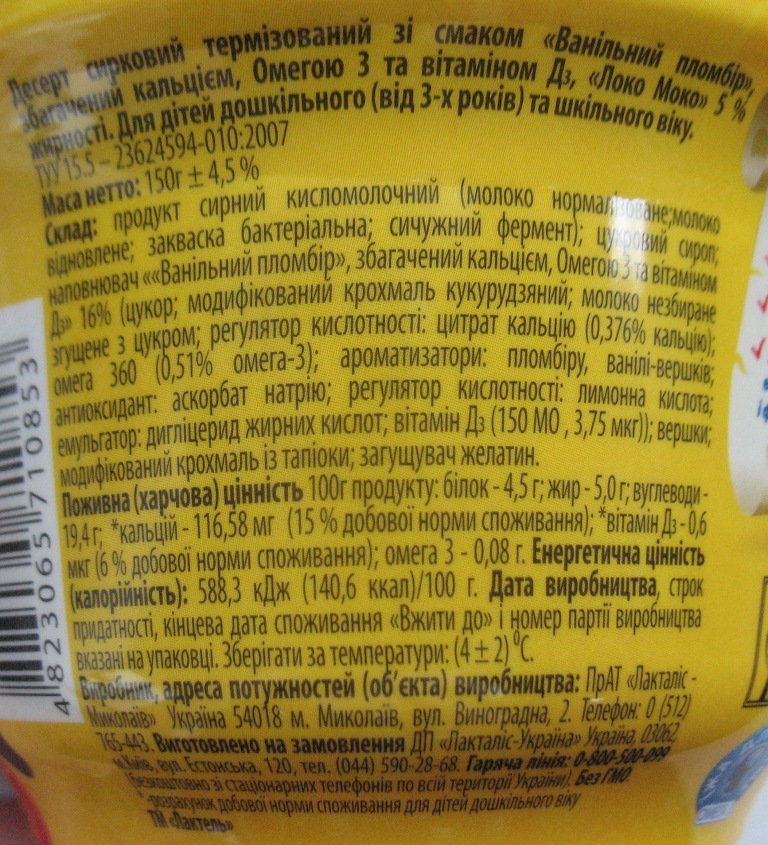 Десерт сирковий термізований зі смаком «Ванільний пломбір»,
збагачений кальцієм, Омегою 3 та вітаміном Д₃, «Локо Моко» 5 %
жирності. Для дітей дошкільного (від 3-х років) та шкільного віку.
ТУУ 15.5 – 23624594-010:2007
Маса нетто: 150г ± 4,5 %
Склад: продукт сирний кисломолочний (молоко нормалізоване;молоко
відновлене; закваска бактеріальна; сичужний фермент); цукровий сироп;
наповнювач ««Ванільний пломбір», збагачений кальцієм, Омегою 3 та вітаміном
Д₃» 16% (цукор; модифікований крохмаль кукурудзяний; молоко незбиране
згущене з цукром; регулятор кислотності: цитрат кальцію (0,376% кальцію);
омега 360 (0,51% омега-3); ароматизатори: пломбіру, ванілі-вершків;
антиоксидант: аскорбат натрію; регулятор кислотності: лимонна кислота;
емульгатор: дигліцерид жирних кислот; вітамін Д₃ (150 МО , 3,75 мкг)); вершки;
модифікований крохмаль із тапіоки; загущувач желатин.
Поживна (харчова) цінність 100г продукту: білок - 4,5 г; жир - 5,0 г; вуглеводи -
19,4 г; *кальцій - 116,58 мг (15 % добової норми споживання); *вітамін Д₃ - 0,6
мкг (6 % добової норми споживання); омега 3 - 0,08 г. Енергетична цінність
(калорійність): 588,3 кДж (140,6 ккал)/100 г. Дата виробництва, строк
придатності, кінцева дата споживання «Вжити до» і номер партії виробництва
вказані на упаковці. Зберігати за температури: (4 ± 2) °С.
Виробник, адреса потужностей (об'єкта) виробництва: ПрАТ «Лакталіс -
Миколаїв» Україна 54018 м. Миколаїв, вул. Виноградна, 2. Телефон: 0 (512)
765-443. Виготовлено на замовлення ДП «Лакталіс-Україна» Україна, 03062,
м.Київ, вул. Естонська, 120, тел. (044) 590-28-68. Гаряча лінія: 0-800-500-099
(безкоштовно зі стаціонарних телефонів по всій території України). Без ГМО
*-розрахунок добової норми споживання для дітей дошкільного віку
ТМ «Лактель»
4 823065 710853